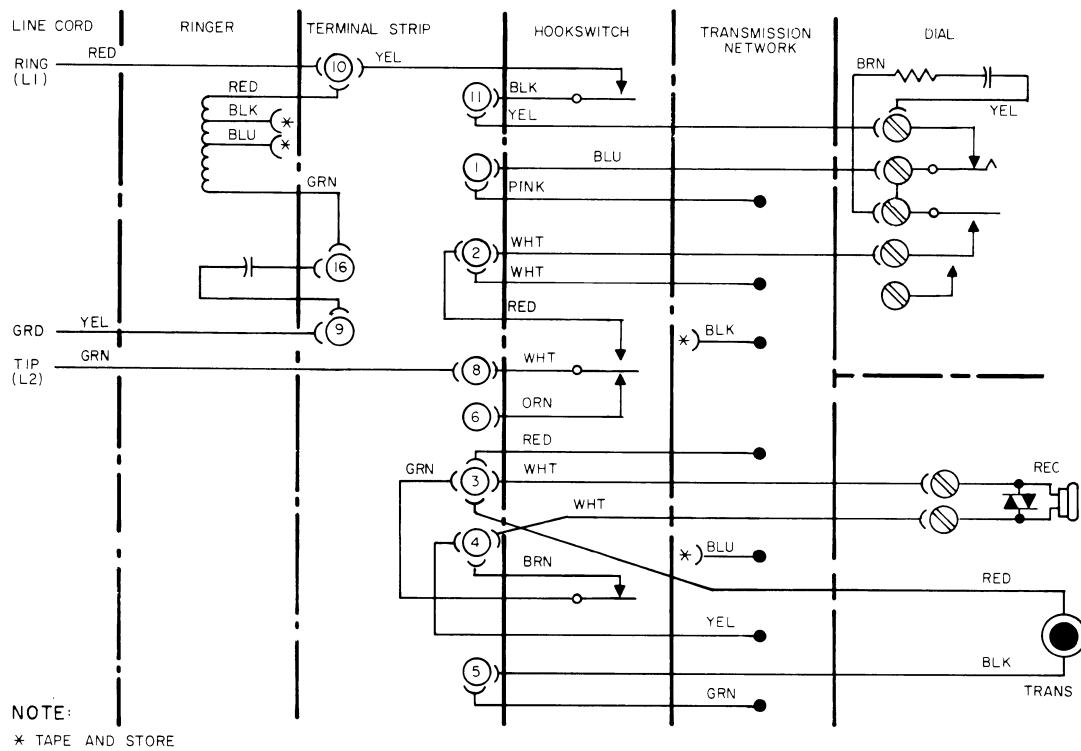 LINE CORD
RINGER
TERMINAL STRIP
HOOKSWITCH
TRANSMISSION
NETWORK
DIAL
RING
(L1)
RED
10
YEL
BRN
RED
BLK
*
BLU
*
GRN
11
BLK
YEL
YEL
1
BLU
PINK
16
2
WHT
WHT
RED
GRD
YEL
9
* BLK
TIP
(L2)
GRN
8
WHT
6
ORN
RED
GRN
3
WHT
REC
WHT
4
* BLU
BRN
RED
YEL
5
BLK
GRN
TRANS
NOTE:
* TAPE AND STORE